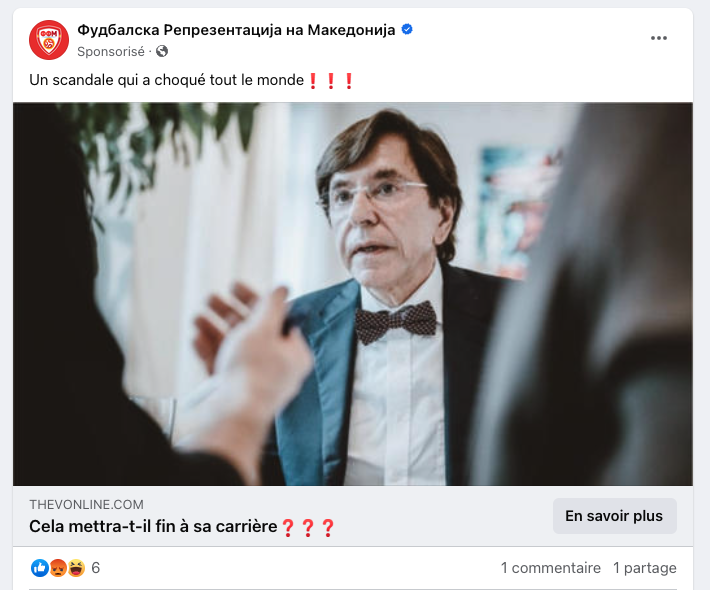 ФФМ
Фудбалска Репрезентација на Македонија
Sponsorisé ·
Un scandale qui a choqué tout le monde❗❗❗
THEVONLINE.COM
Cela mettra-t-il fin à sa carrière❓❓❓
En savoir plus
6
1 commentaire 1 partage